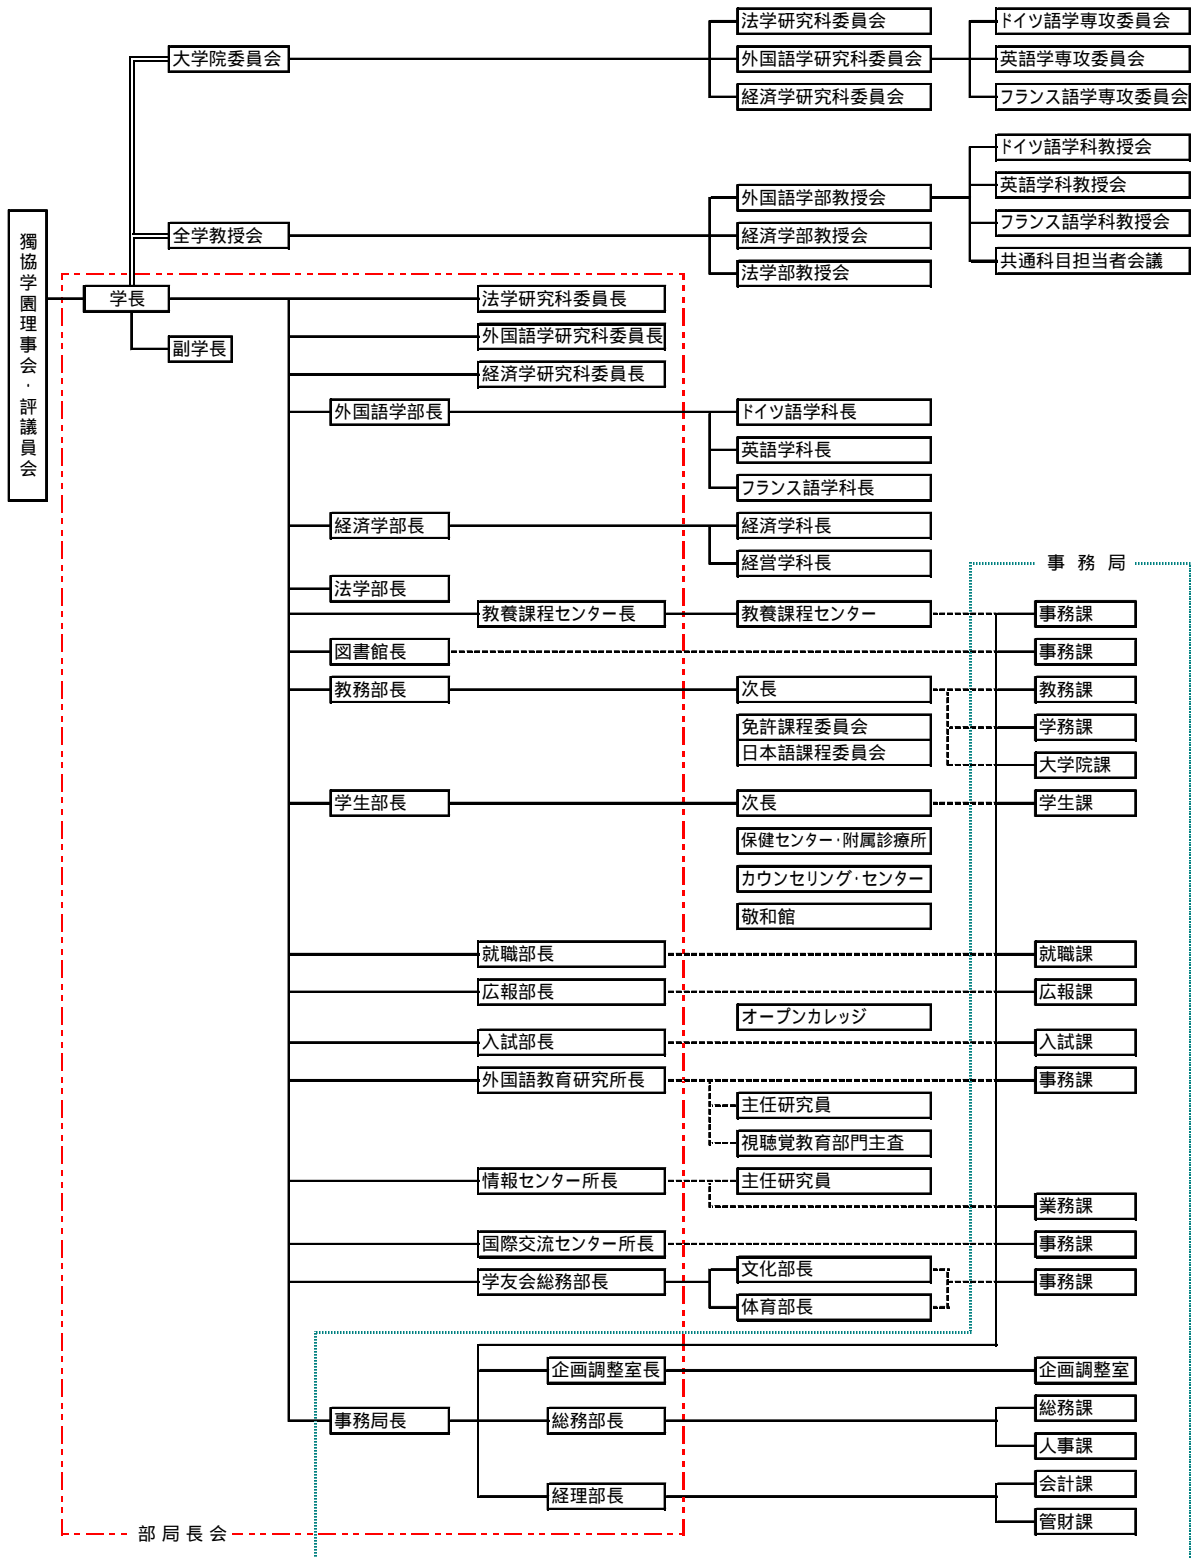 法学研究科委員会
ドイツ語学専攻委員会
大学院委員会
外国語学研究科委員会
英語学専攻委員会
経済学研究科委員会
フランス語学専攻委員会
ドイツ語学科教授会
英語学科教授会
外国語学部教授会
フランス語学科教授会
全学教授会
経済学部教授会
共通科目担当者会議
法学部教授会
獨協学園理事会・評議員会
学長
法学研究科委員長
外国語学研究科委員長
副学長
経済学研究科委員長
外国語学部長
ドイツ語学科長
英語学科長
フランス語学科長
経済学部長
経済学科長
経営学科長
事務局
法学部長
教養課程センター長
教養課程センター
事務課
図書館長
事務課
教務部長
次長
教務課
免許課程委員会
学務課
日本語課程委員会
大学院課
学生部長
次長
学生課
保健センター・附属診療所
カウンセリング・センター
敬和館
就職部長
就職課
広報部長
広報課
オープンカレッジ
入試部長
入試課
外国語教育研究所長
事務課
主任研究員
視聴覚教育部門主査
情報センター所長
主任研究員
業務課
国際交流センター所長
事務課
文化部長
学友会総務部長
事務課
体育部長
企画調整室長
企画調整室
総務課
事務局長
総務部長
人事課
会計課
経理部長
管財課
部局長会